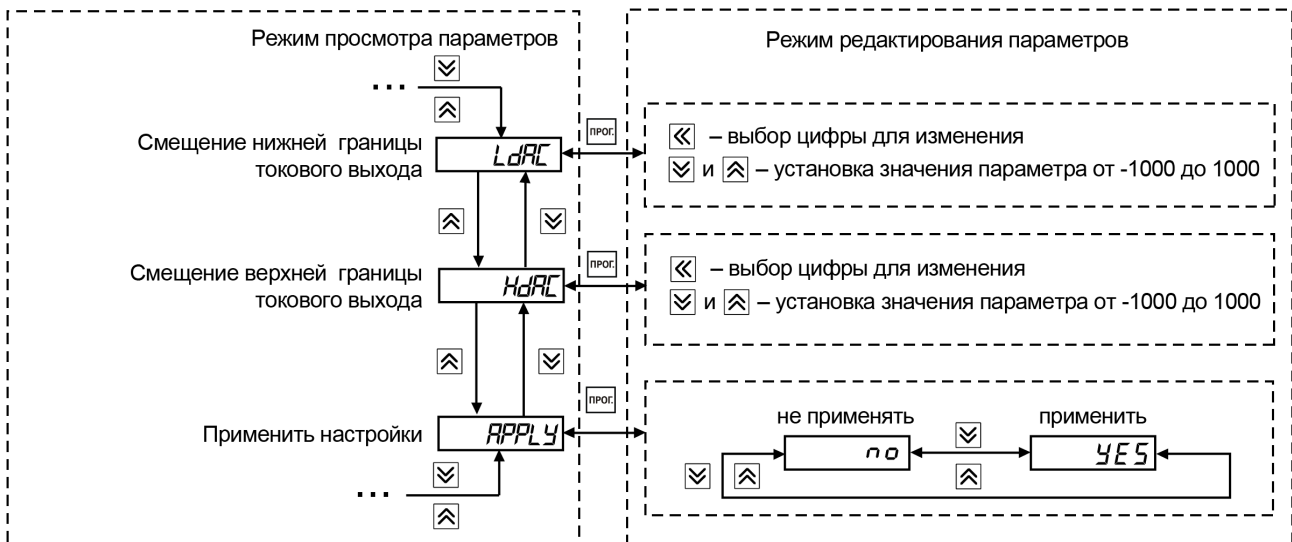 Режим просмотра параметров
Режим редактирования параметров
...
Смещение нижней границы
токового выхода
LdAC
ПРОГ.
– выбор цифры для изменения
и – установка значения параметра от -1000 до 1000
Смещение верхней границы
токового выхода
HdAC
ПРОГ.
– выбор цифры для изменения
и – установка значения параметра от -1000 до 1000
Применить настройки
APPLY
ПРОГ.
не применять
применить
no
YES
...